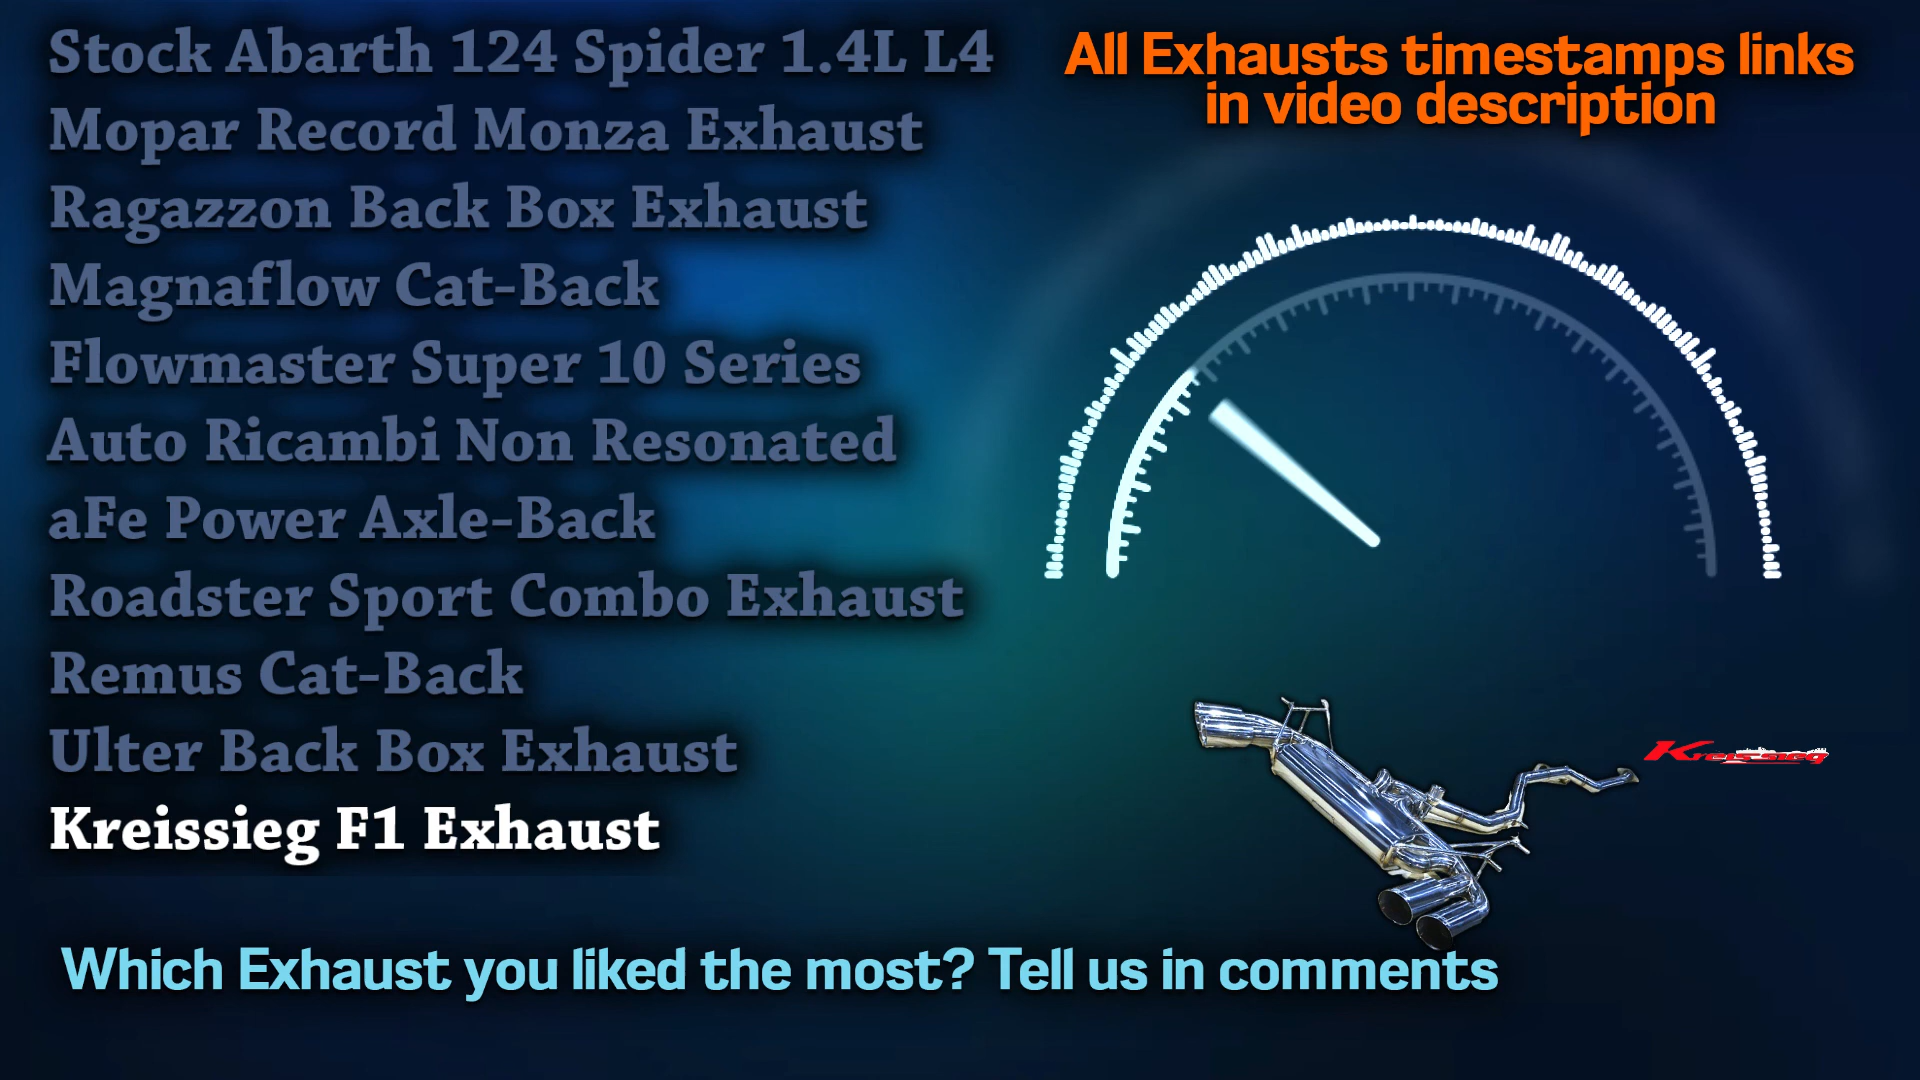 Stock Abarth 124 Spider 1.4L L4
Mopar Record Monza Exhaust
Ragazzon Back Box Exhaust
Magnaflow Cat-Back
Flowmaster Super 10 Series
Auto Ricambi Non Resonated
aFe Power Axle-Back
Roadster Sport Combo Exhaust
Remus Cat-Back
Ulter Back Box Exhaust
Kreissieg F1 Exhaust
All Exhausts timestamps links
in video description
Kreissieg
Which Exhaust you liked the most? Tell us in comments